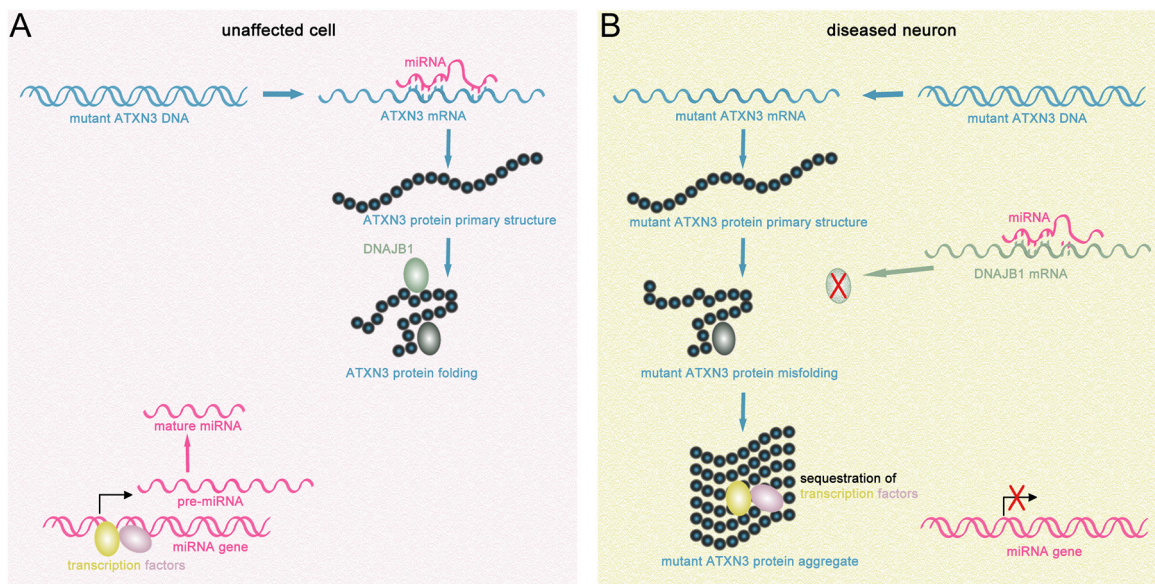 A
unaffected cell
miRNA
mutant ATXN3 DNA
ATXN3 mRNA
ATXN3 protein primary structure
DNAJB1
ATXN3 protein folding
mature miRNA
pre-miRNA
miRNA gene
transcription factors
B
diseased neuron
mutant ATXN3 mRNA
mutant ATXN3 DNA
mutant ATXN3 protein primary structure
miRNA
DNAJB1 mRNA
mutant ATXN3 protein misfolding
sequestration of
transcription factors
mutant ATXN3 protein aggregate
miRNA gene